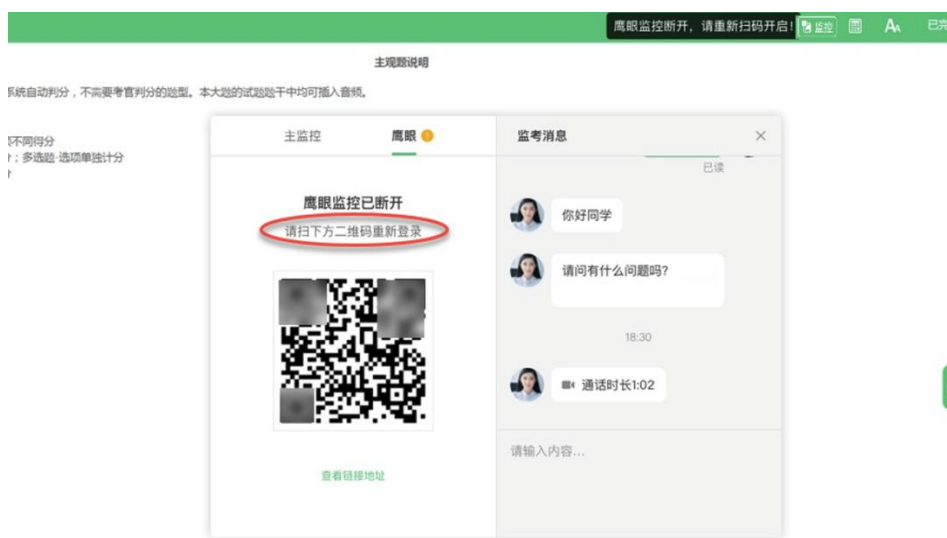 鹰眼监控断开，请重新扫码开启！
监控
AA
已完
主观题说明
系统自动判分，不需要考官判分的题型。本大题的试题题干中均可插入音频。
不同得分
；多选题-选项单独计分
主监控
鹰眼
监考消息
已读
鹰眼监控已断开
请扫下方二维码重新登录
你好同学
请问有什么问题吗?
18:30
通话时长1:02
请输入内容...
查看链接地址